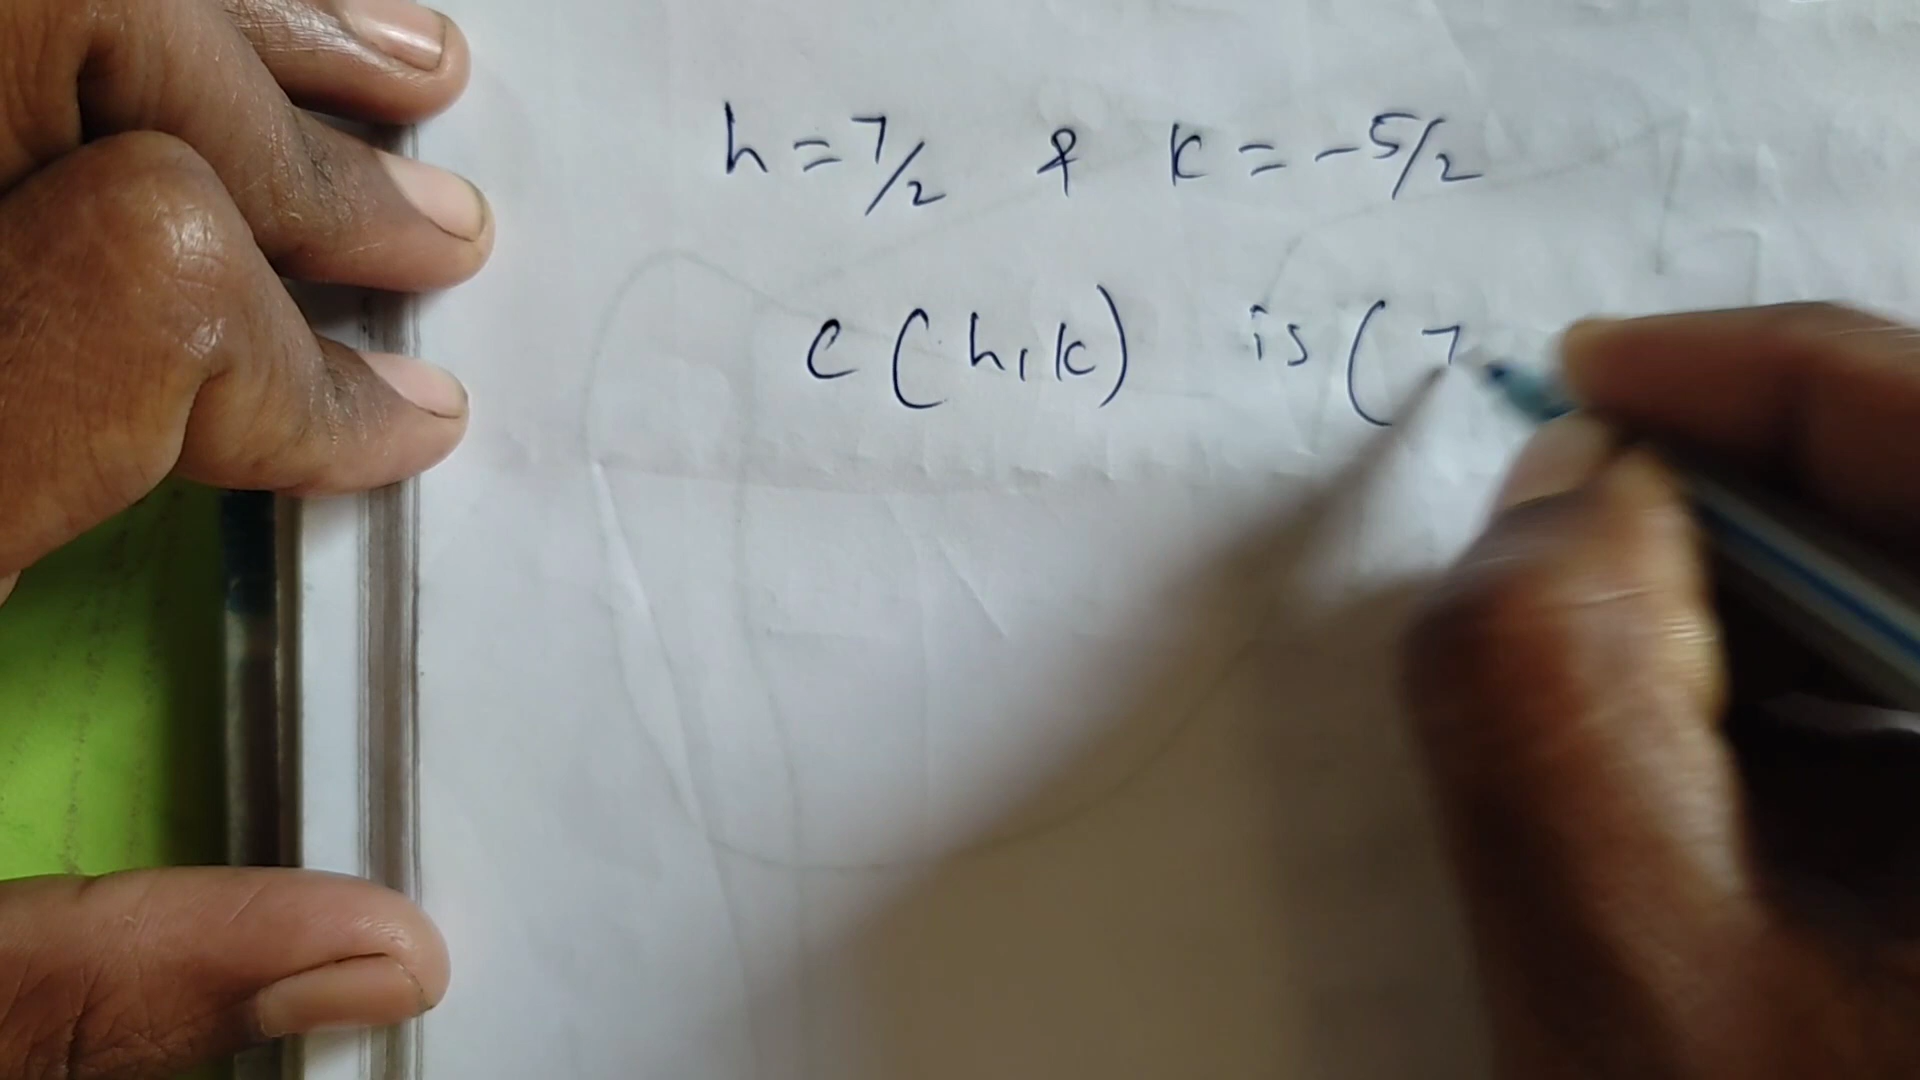 h = 7/2 & k = -5/2
C(h, k) is (7